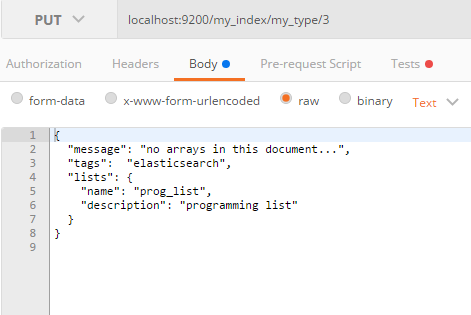 PUT localhost:9200/my_index/my_type/3
Authorization Headers Body Pre-request Script Tests
form-data x-www-form-urlencoded raw binary Text
1 {
2 "message": "no arrays in this document...",
3 "tags":  "elasticsearch",
4 "lists": {
5 "name": "prog_list",
6 "description": "programming list"
7 }
8 }
9